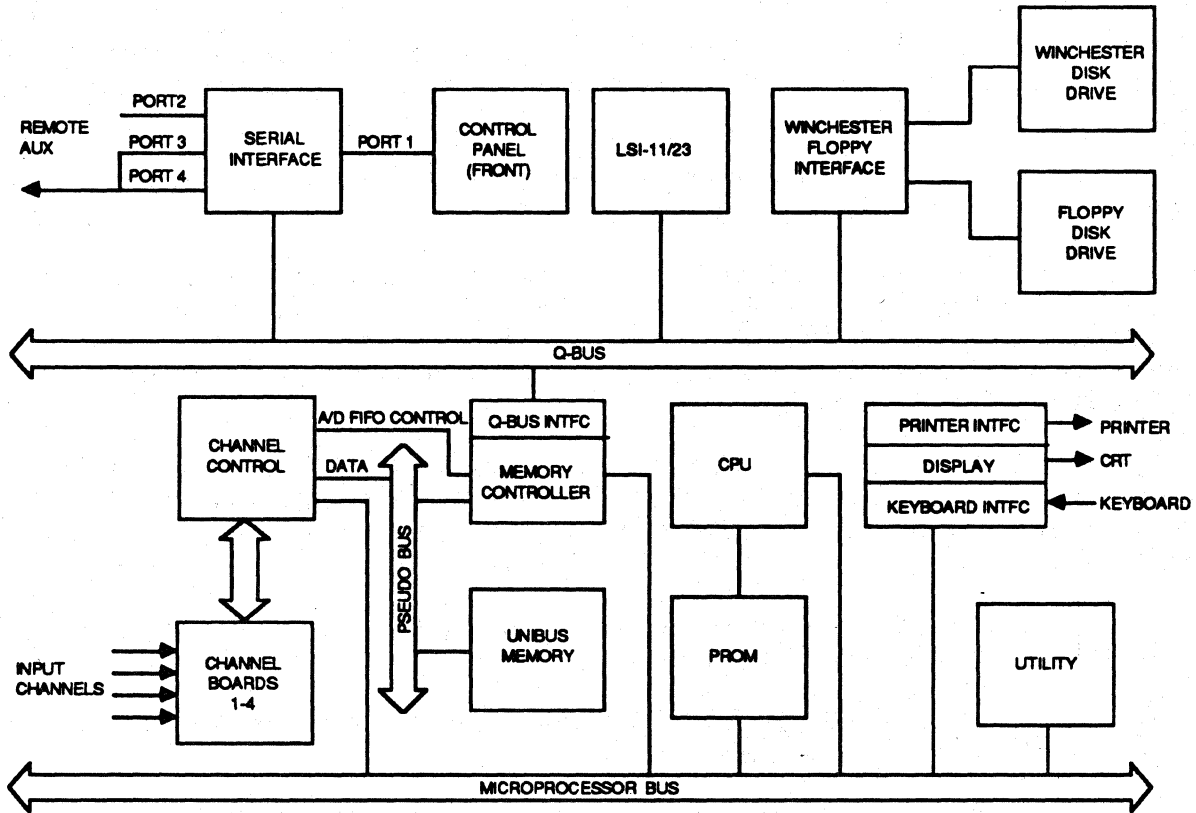 WINCHESTER
DISK
DRIVE
PORT2
REMOTE
AUX
PORT 3
PORT 4
SERIAL
INTERFACE
PORT 1
CONTROL
PANEL
(FRONT)
LSI-11/23
WINCHESTER
FLOPPY
INTERFACE
FLOPPY
DISK
DRIVE
Q-BUS
CHANNEL
CONTROL
A/D FIFO CONTROL
DATA
Q-BUS INTFC
MEMORY
CONTROLLER
CPU
PRINTER INTFC
PRINTER
DISPLAY
CRT
KEYBOARD INTFC
KEYBOARD
PSEUDO BUS
INPUT
CHANNELS
CHANNEL
BOARDS
1-4
UNIBUS
MEMORY
PROM
UTILITY
MICROPROCESSOR BUS